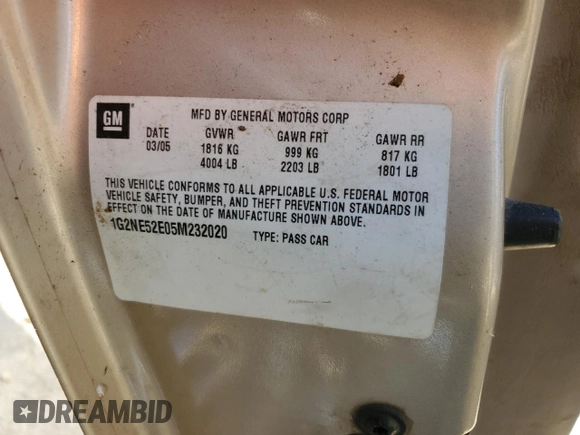 GM
MFD BY GENERAL MOTORS CORP
DATE GVWR GAWR FRT GAWR RR
03/05 1816 KG 999 KG 817 KG
4004 LB 2203 LB 1801 LB
THIS VEHICLE CONFORMS TO ALL APPLICABLE U.S. FEDERAL MOTOR
VEHICLE SAFETY, BUMPER, AND THEFT PREVENTION STANDARDS IN
EFFECT ON THE DATE OF MANUFACTURE SHOWN ABOVE.
1G2NE52E05M232020 TYPE: PASS CAR
DREAMBID